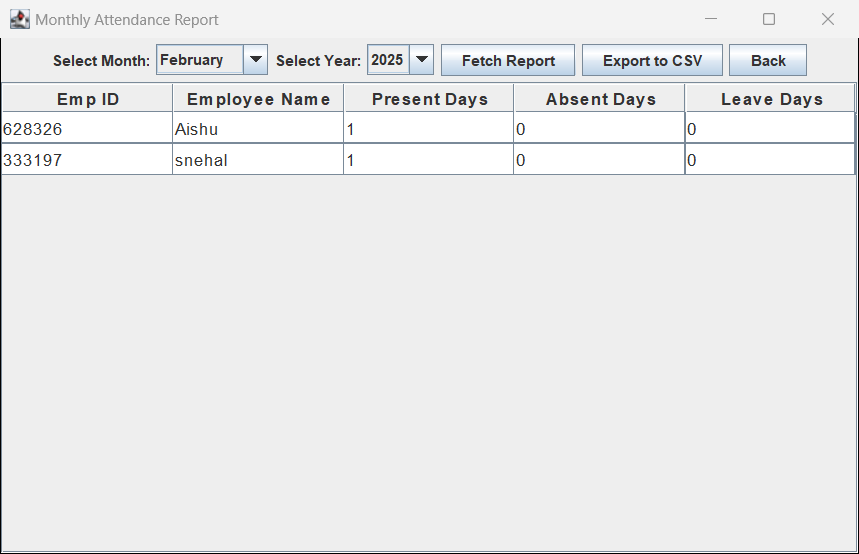 Monthly Attendance Report
Select Month: February Select Year: 2025 Fetch Report Export to CSV Back
Emp ID Employee Name Present Days Absent Days Leave Days
628326 Aishu 1 0 0
333197 snehal 1 0 0